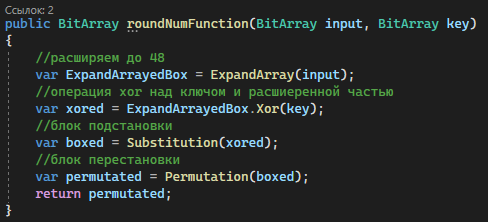 Ссылок: 2
public BitArray roundNumFunction(BitArray input, BitArray key)
{
//расширяем до 48
var ExpandArrayedBox = ExpandArray(input);
//операция xor над ключом и расширенной частью
var xored = ExpandArrayedBox.Xor(key);
//блок подстановки
var boxed = Substitution(xored);
//блок перестановки
var permutated = Permutation(boxed);
return permutated;
}